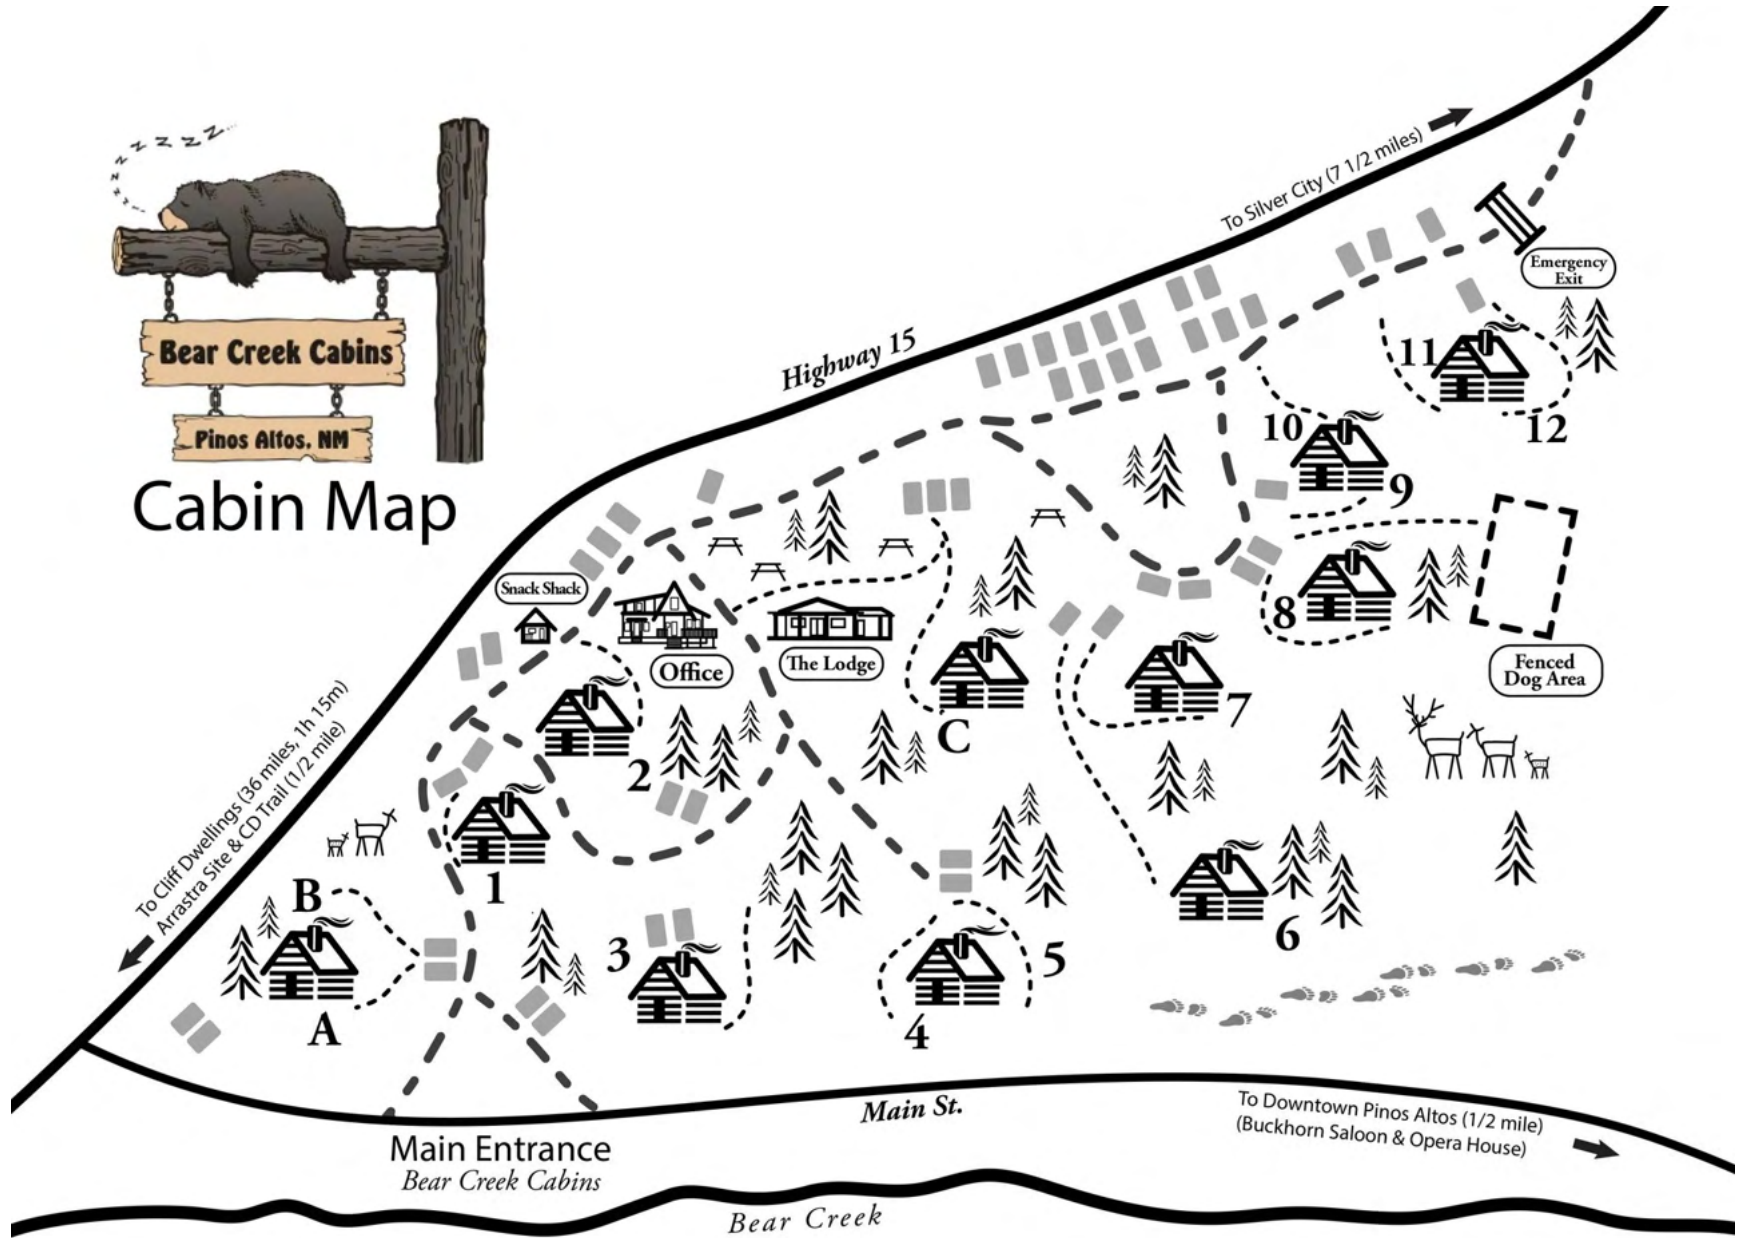 z z z z z z z z
Bear Creek Cabins
Pinos Altos, NM
Cabin Map
To Silver City (7 1/2 miles)
Highway 15
Emergency
Exit
11
12
10
9
Snack Shack
Office
The Lodge
8
Fenced
Dog Area
7
C
2
To Cliff Dwellings (36 miles, 1h 15m)
Arrastra Site & CD Trail (1/2 mile)
1
B
A
3
4
5
6
Main St.
To Downtown Pinos Altos (1/2 mile)
(Buckhorn Saloon & Opera House)
Main Entrance
Bear Creek Cabins
Bear Creek